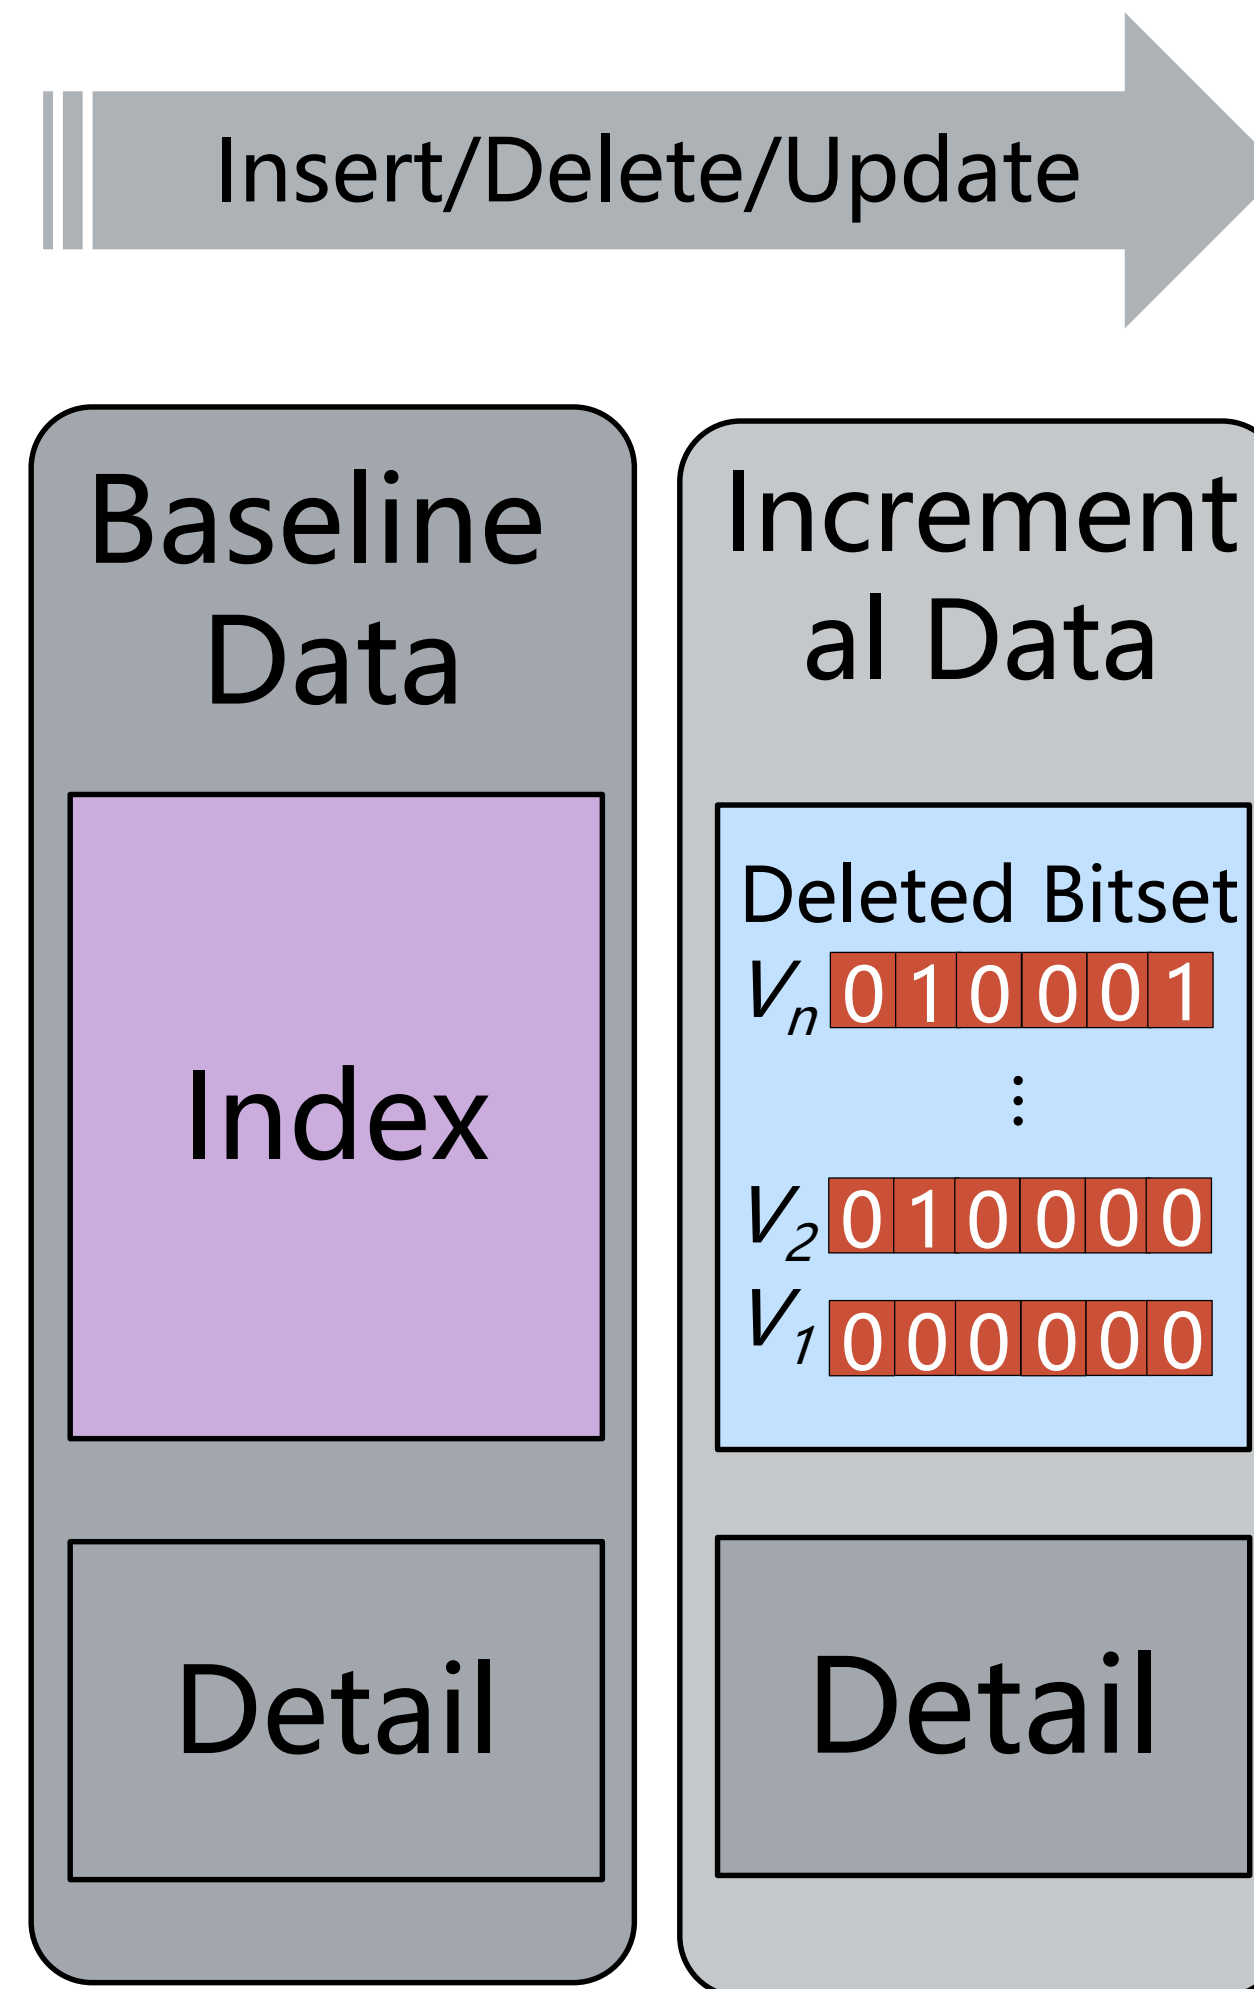 Insert/Delete/Update
Baseline
Data
Index
Detail
Increment
al Data
Deleted Bitset
Vn 0 1 0 0 0 1
⋮
V2 0 1 0 0 0 0
V1 0 0 0 0 0 0
Detail